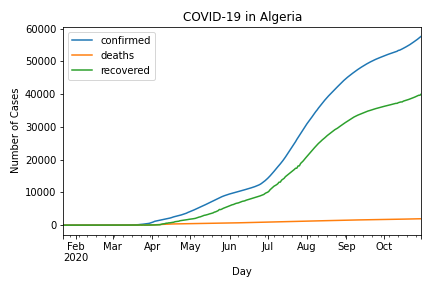 COVID-19 in Algeria
confirmed
deaths
recovered
Number of Cases
60000
50000
40000
30000
20000
10000
0
Feb Mar Apr May Jun Jul Aug Sep Oct
2020
Day